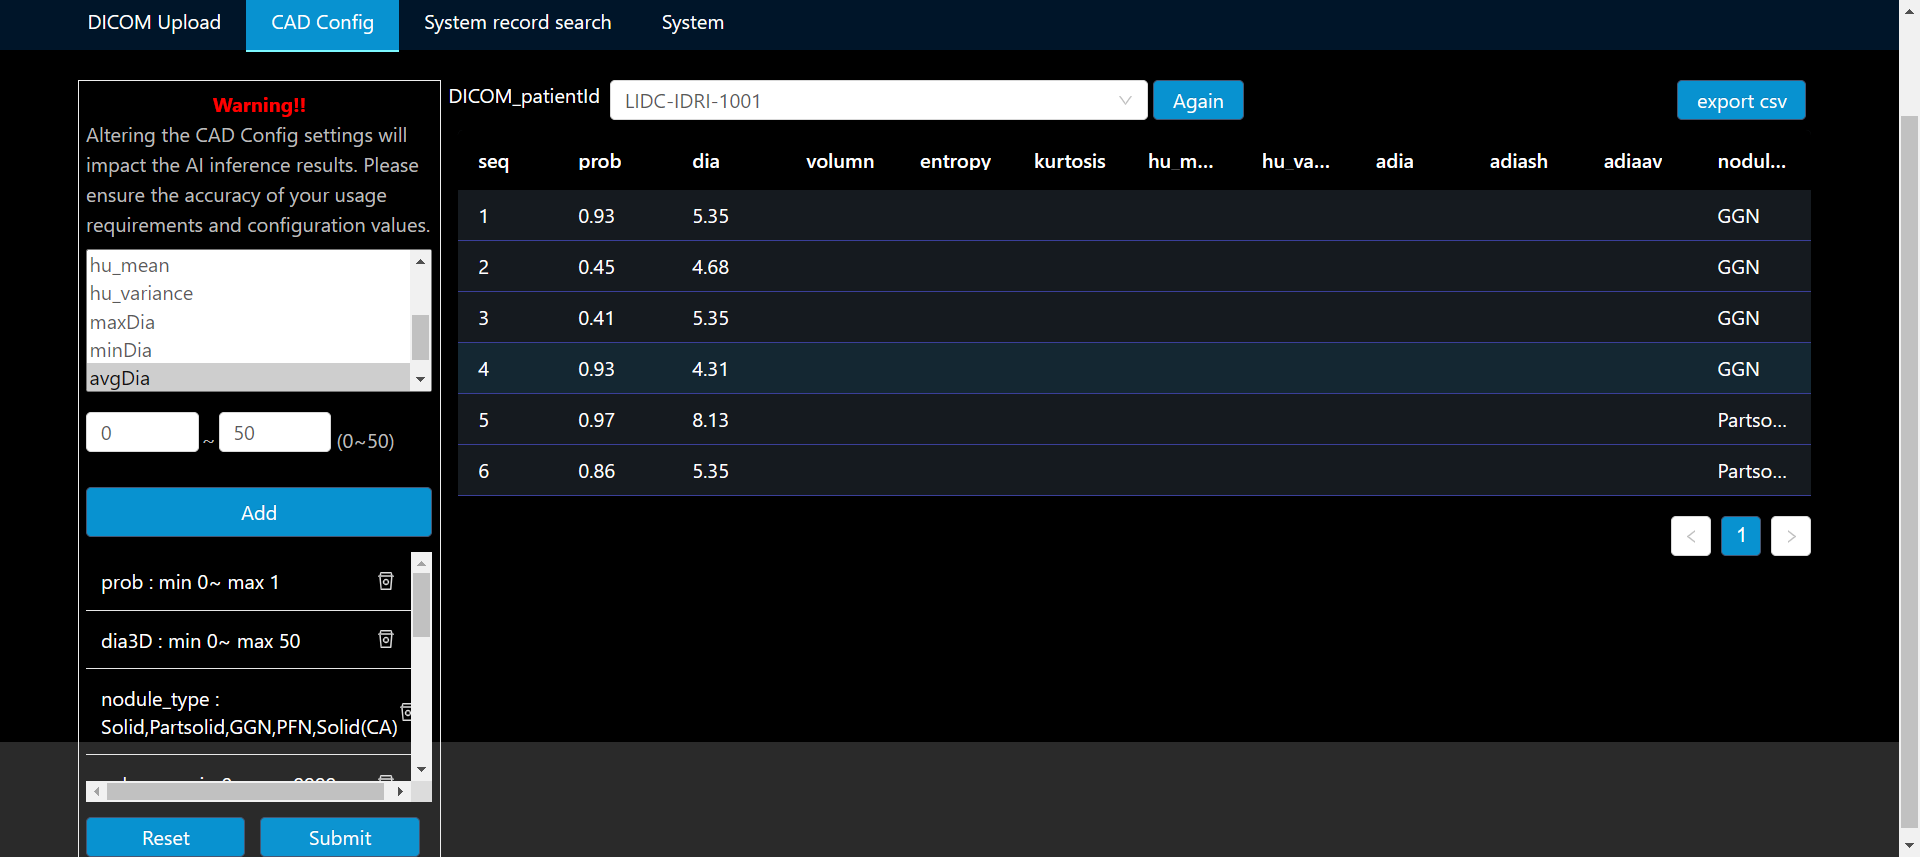 DICOM Upload CAD Config System record search System
Warning!!
Altering the CAD Config settings will
impact the AI inference results. Please
ensure the accuracy of your usage
requirements and configuration values.
hu_mean
hu_variance
maxDia
minDia
avgDia
0 ~ 50 (0~50)
Add
prob : min 0~ max 1
dia3D : min 0~ max 50
nodule_type :
Solid,Partsolid,GGN,PFN,Solid(CA)
Reset Submit
DICOM_patientId LIDC-IDRI-1001 Again export csv
seq prob dia volumn entropy kurtosis hu_m... hu_va... adia adiash adiaav nodul...
1 0.93 5.35 GGN
2 0.45 4.68 GGN
3 0.41 5.35 GGN
4 0.93 4.31 GGN
5 0.97 8.13 Partso...
6 0.86 5.35 Partso...
< 1 >